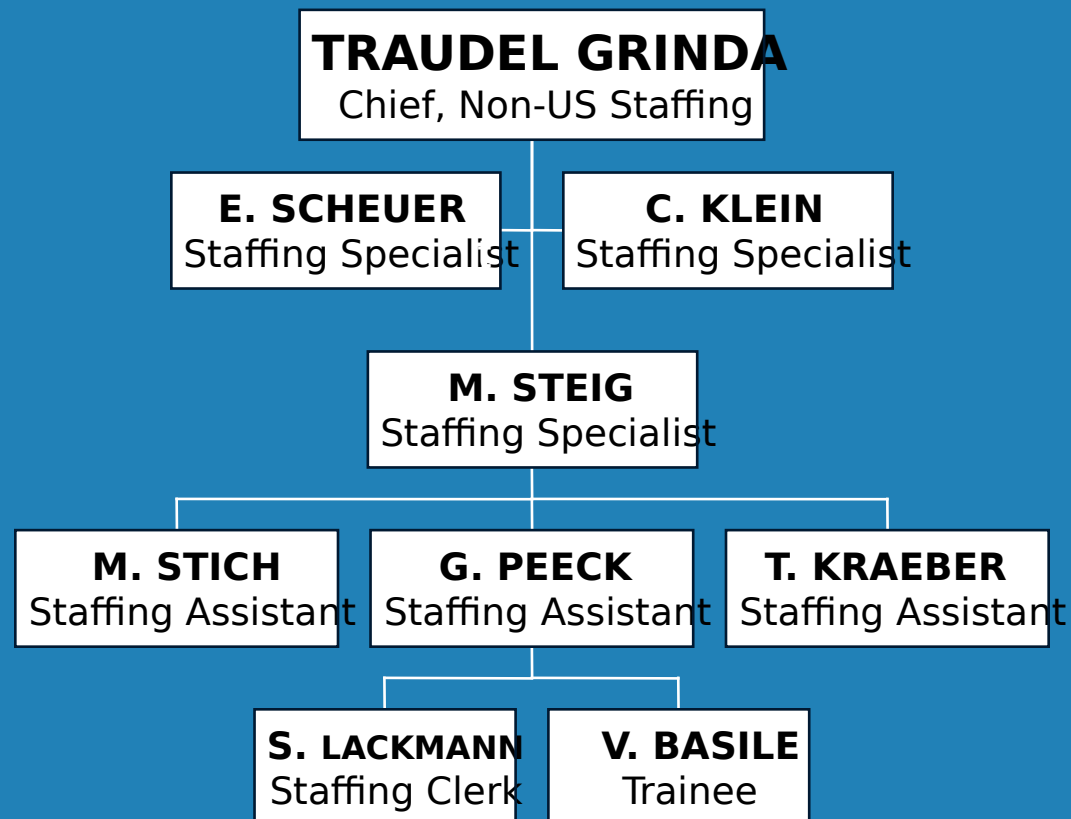 TRAUDEL GRINDA
Chief, Non-US Staffing
E. SCHEUER
Staffing Specialist
C. KLEIN
Staffing Specialist
M. STEIG
Staffing Specialist
M. STICH
Staffing Assistant
G. PEECK
Staffing Assistant
T. KRAEBER
Staffing Assistant
S. LACKMANN
Staffing Clerk
V. BASILE
Trainee